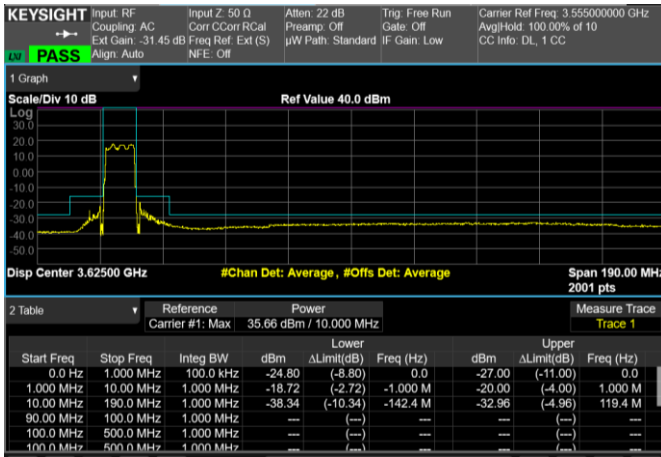 KEYSIGHT Input: RF Input Z: 50 Ω Atten: 22 dB Trig: Free Run Carrier Ref Freq: 3.555000000 GHz
Coupling: AC Corr CCorr RCal Preamp: Off Gate: Off Avg|Hold: 100.00% of 10
Ext Gain: -31.45 dB Freq Ref: Ext (S) µW Path: Standard IF Gain: Low CC Info: DL, 1 CC
LXI PASS Align: Auto NFE: Off
1 Graph
Scale/Div 10 dB Ref Value 40.0 dBm
Log
30.0
20.0
10.0
0.00
-10.0
-20.0
-30.0
-40.0
-50.0
Disp Center 3.62500 GHz #Chan Det: Average , #Offs Det: Average Span 190.00 MHz
2001 pts
2 Table Reference Power Measure Trace
Carrier #1: Max 35.66 dBm / 10.000 MHz Trace 1
Lower Upper
Start Freq Stop Freq Integ BW dBm ΔLimit(dB) Freq (Hz) dBm ΔLimit(dB) Freq (Hz)
0.0 Hz 1.000 MHz 100.0 kHz -24.80 (-8.80) 0.0 -27.00 (-11.00) 0.0
1.000 MHz 10.00 MHz 1.000 MHz -18.72 (-2.72) -1.000 M -20.00 (-4.00) 1.000 M
10.00 MHz 190.0 MHz 1.000 MHz -38.34 (-10.34) -142.4 M -32.96 (-4.96) 119.4 M
90.00 MHz 100.0 MHz 1.000 MHz --- (---) --- --- (---) ---
100.0 MHz 500.0 MHz 1.000 MHz --- (---) --- --- (---) ---
100.0 MHz 500.0 MHz 1.000 MHz --- (---) --- --- (---) ---